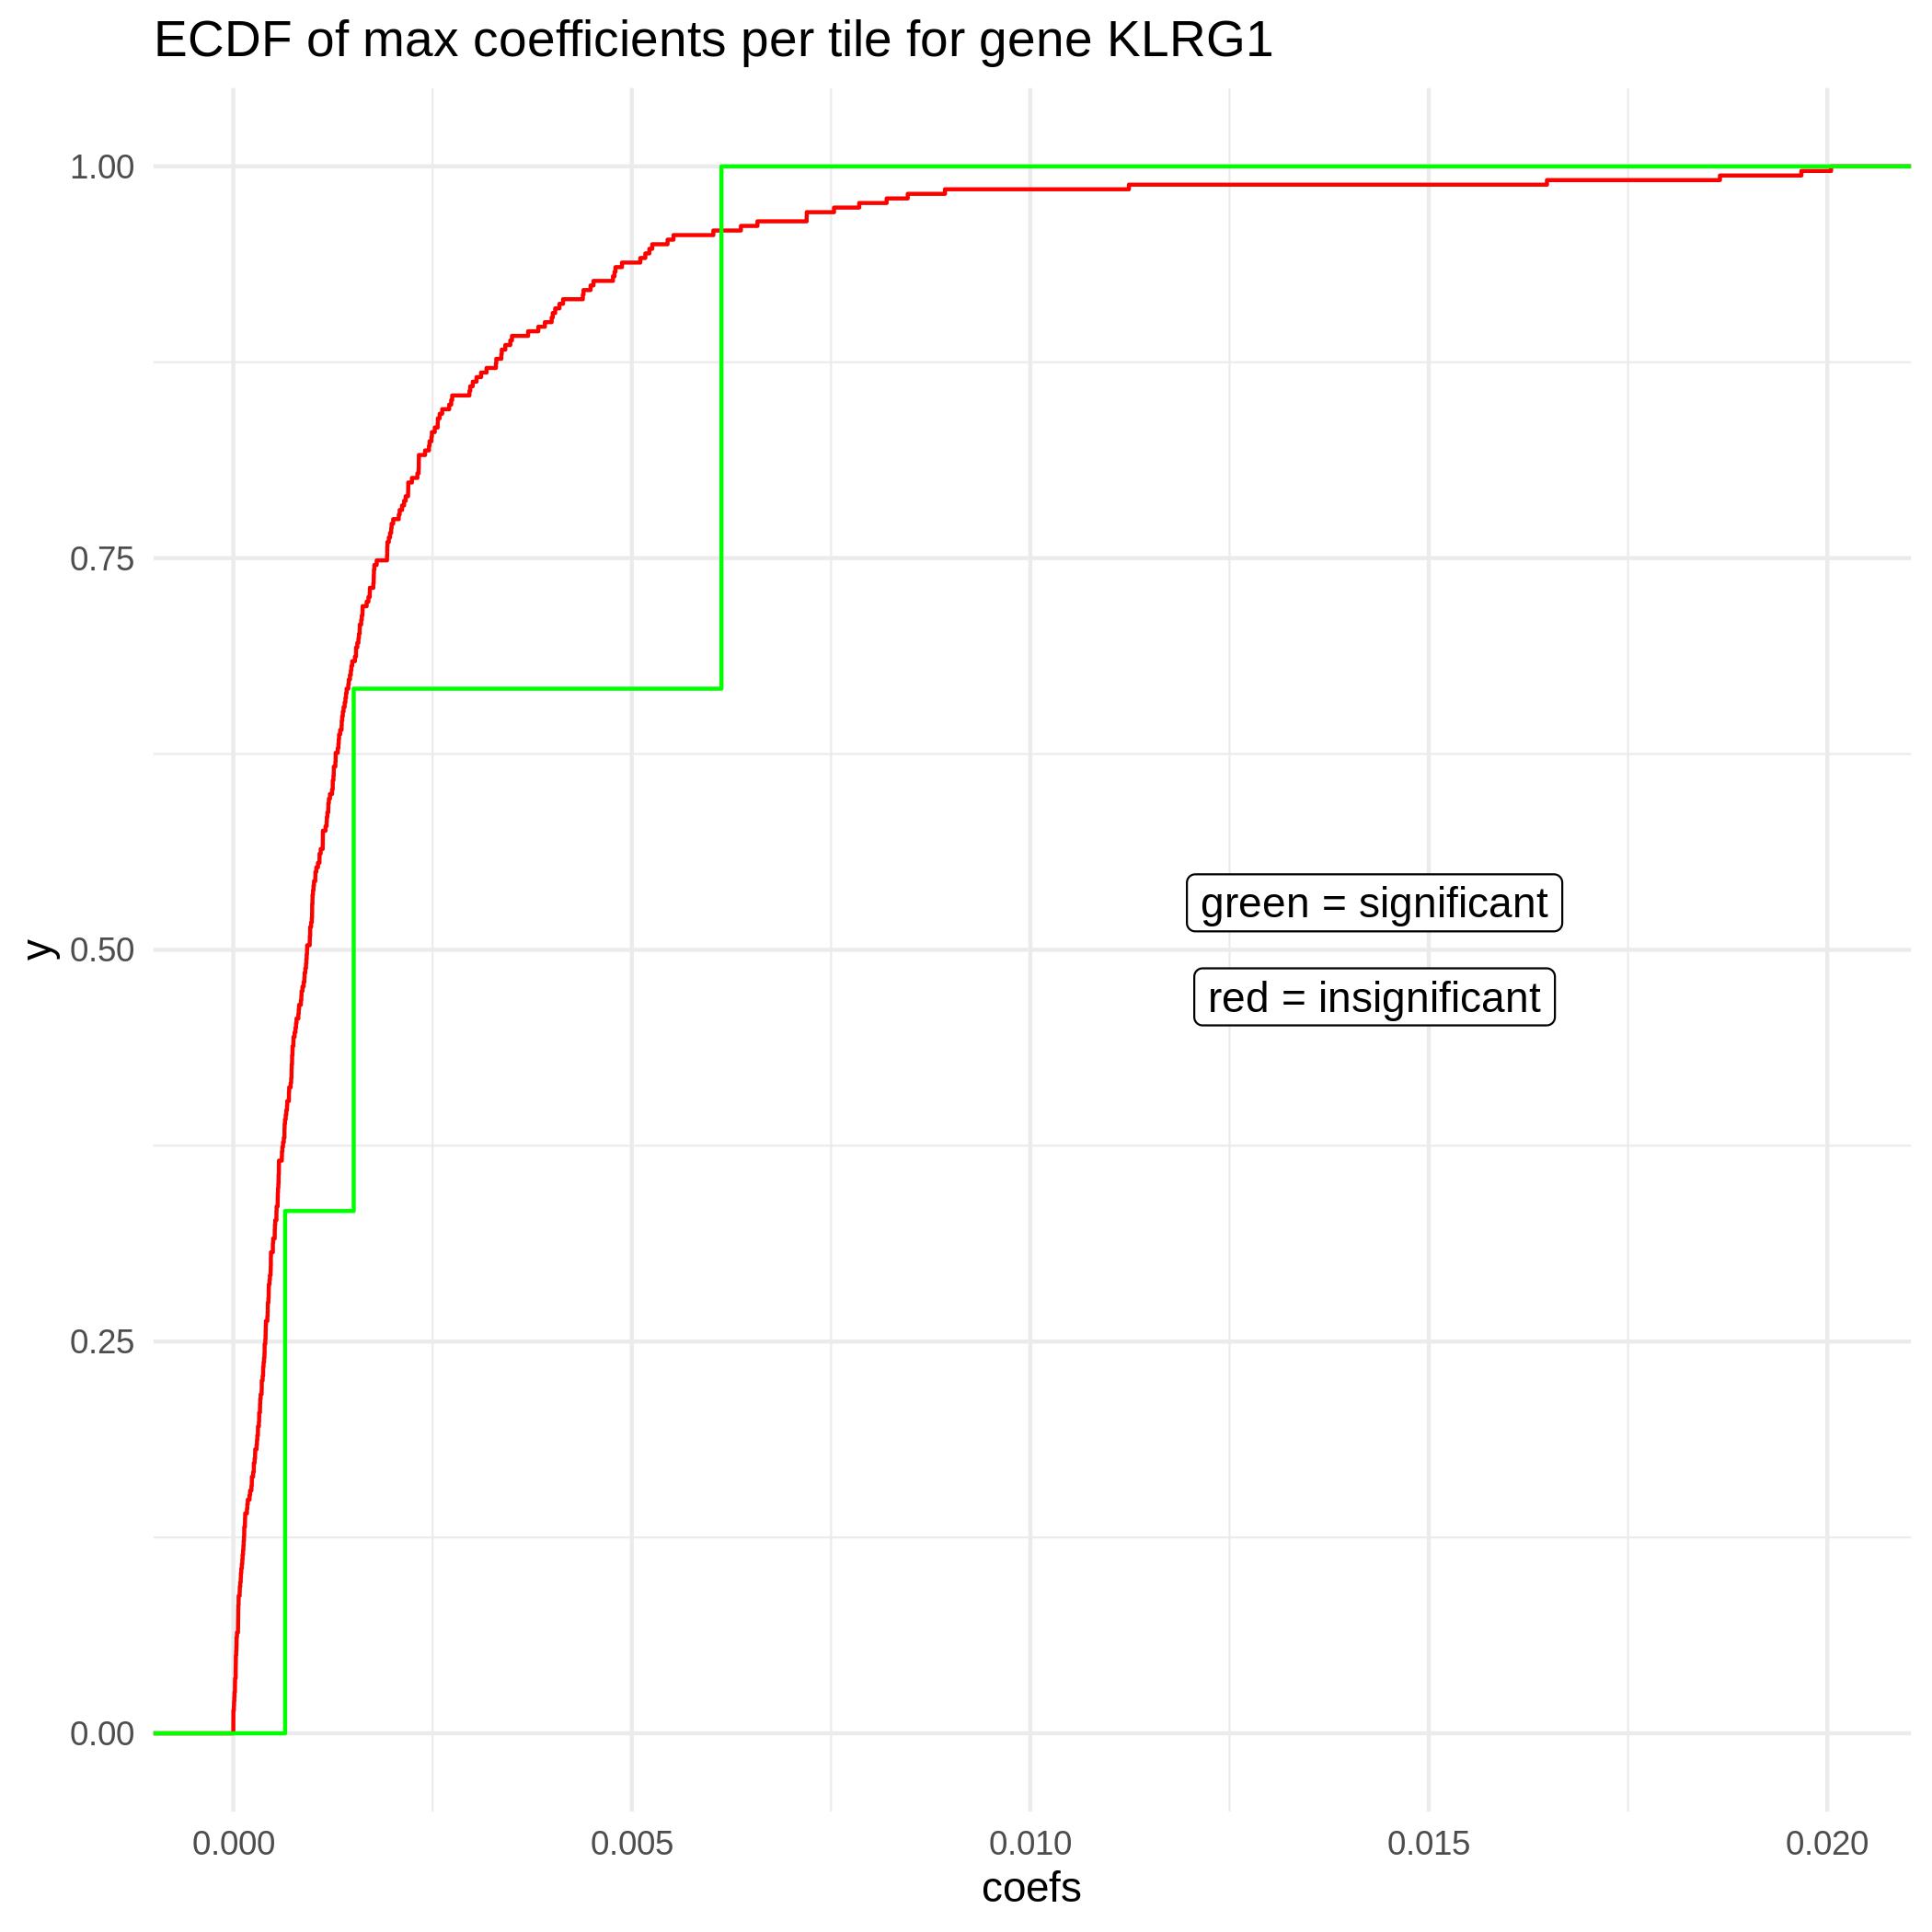 ECDF of max coefficients per tile for gene KLRG1
1.00
0.75
0.50
0.25
0.00
y
green = significant
red = insignificant
0.000 0.005 0.010 0.015 0.020
coefs